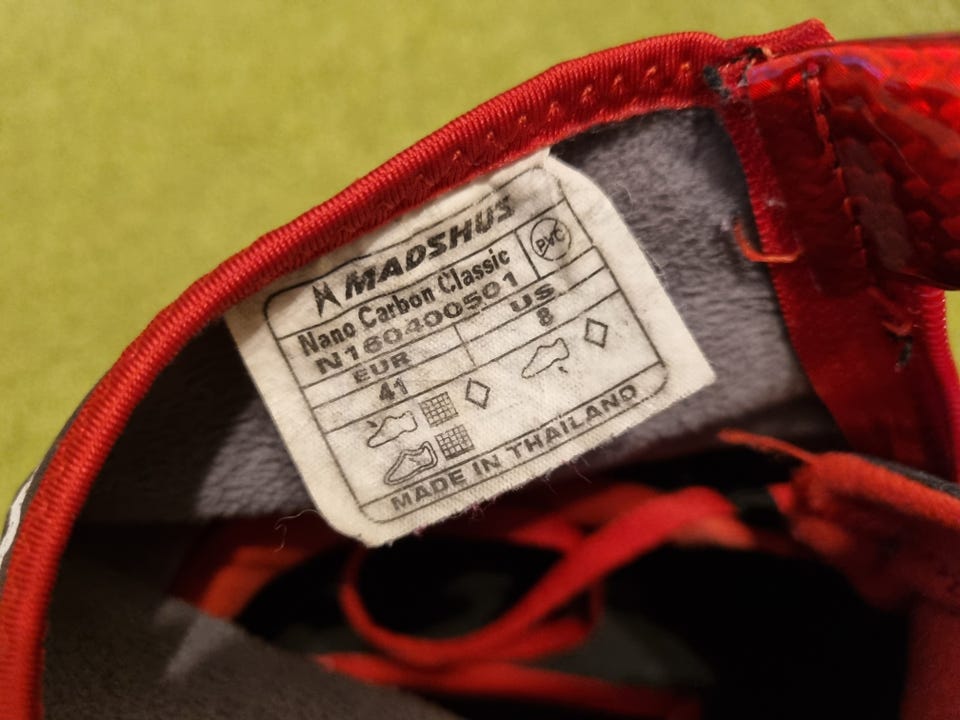 MADSHUS
Nano Carbon Classic
PVC
N160400501
EUR US
41 8
MADE IN THAILAND